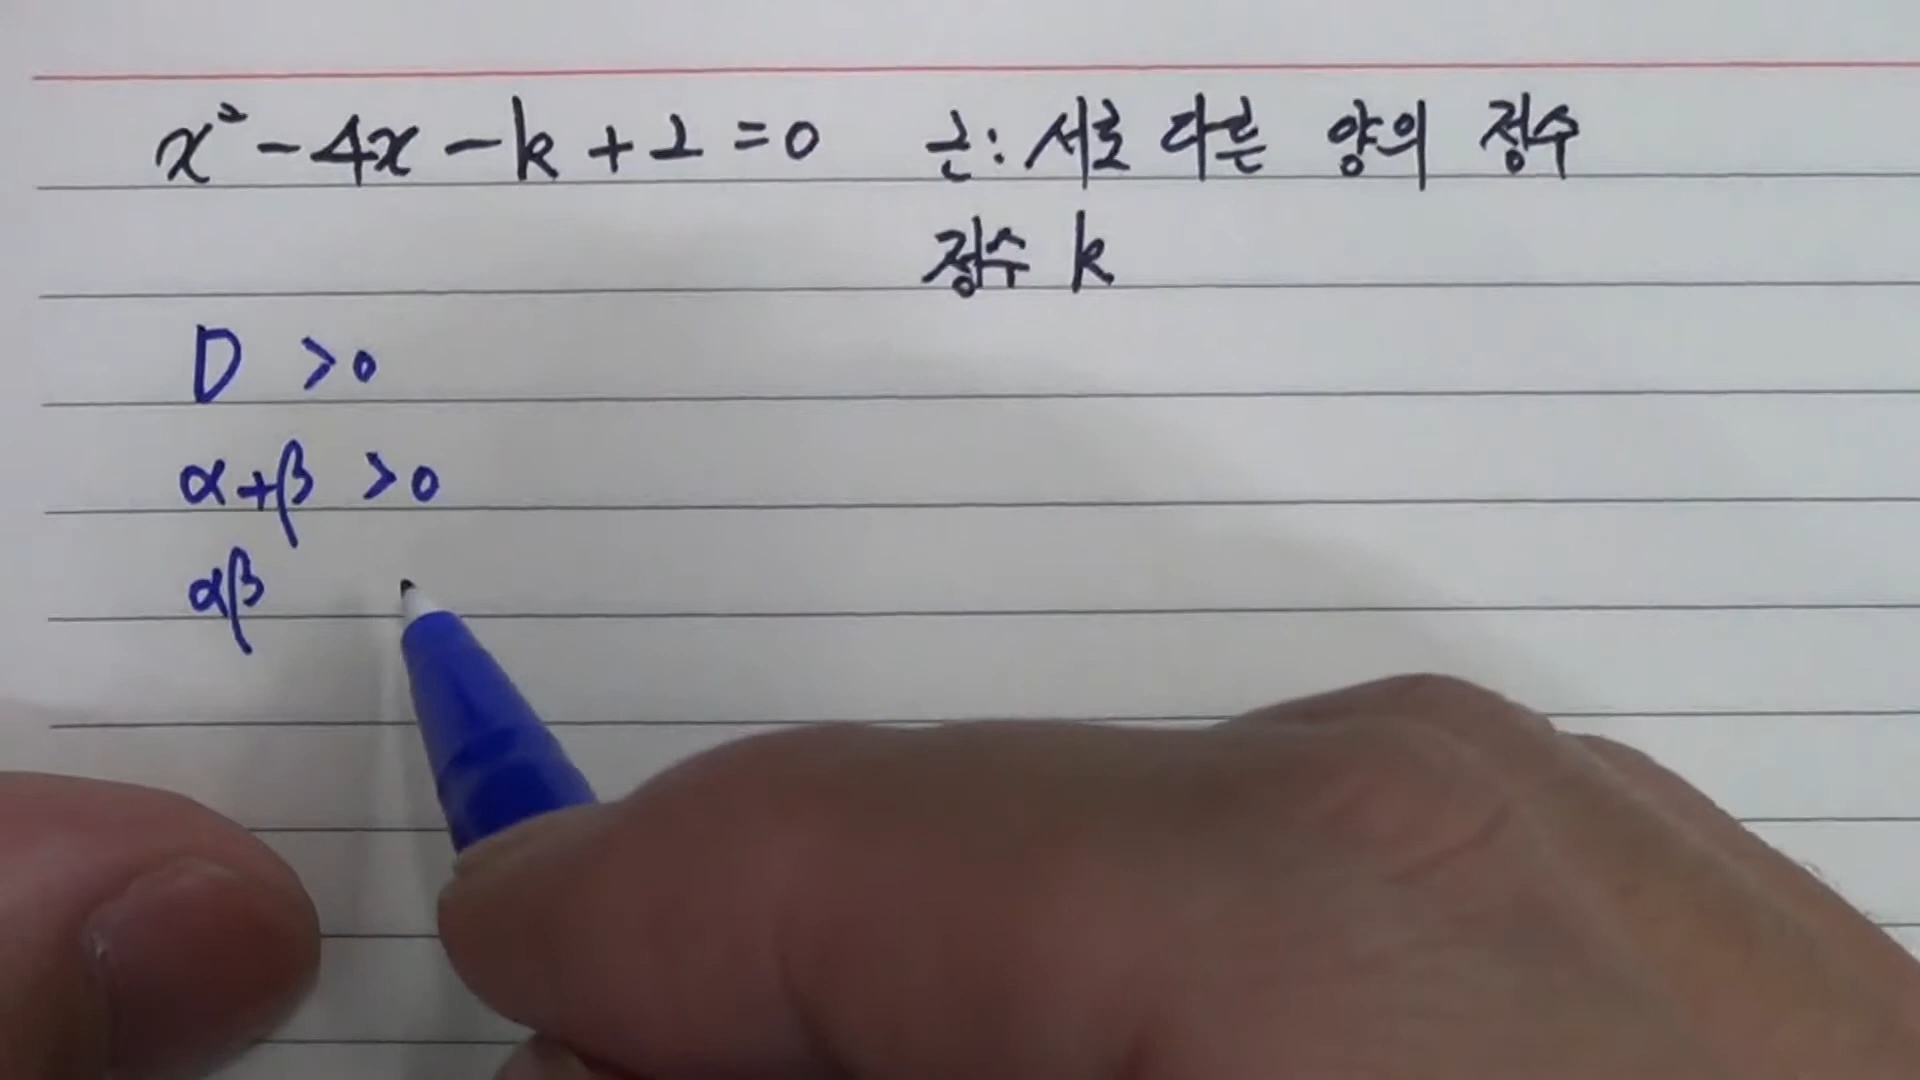 x² - 4x - k + 2 = 0 근: 서로 다른 양의 정수
정수 k
D > 0
α+β > 0
αβ